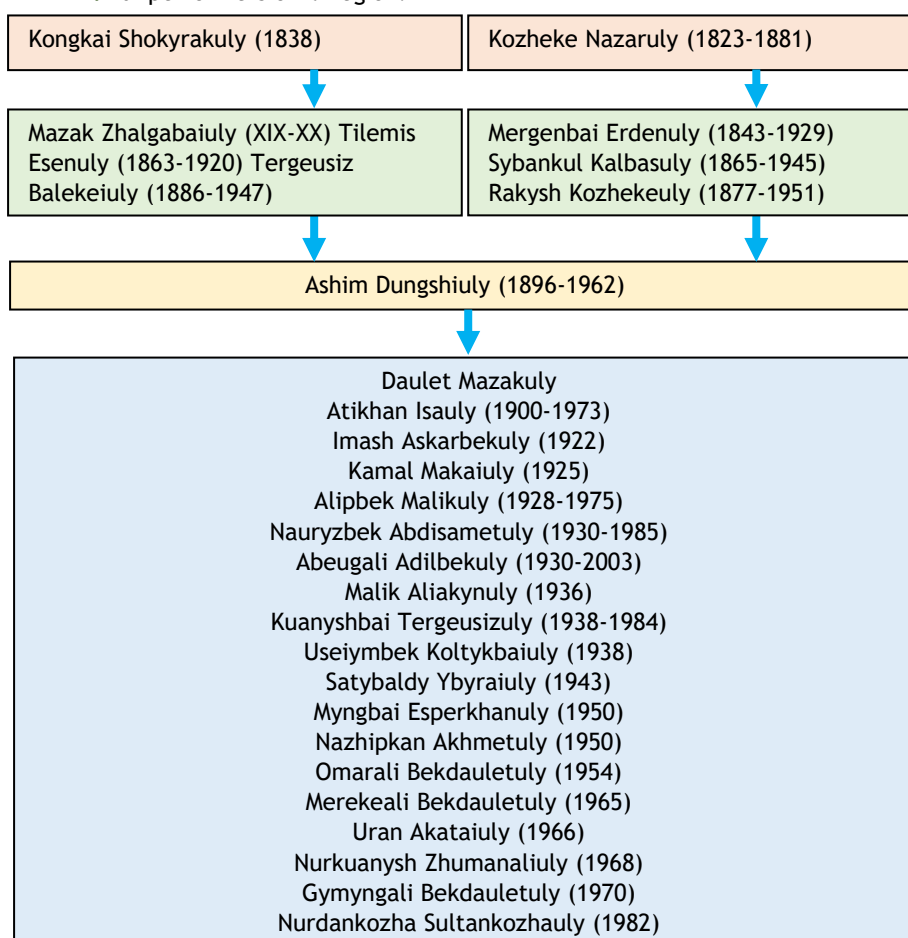 Kongkai Shokyrakuly (1838)
Kozheke Nazaruly (1823-1881)
Mazak Zhalgabaiuly (XIX-XX) Tilemis
Esenuly (1863-1920) Tergeusiz
Balekeiuly (1886-1947)
Mergenbai Erdenuly (1843-1929)
Sybankul Kalbasuly (1865-1945)
Rakysh Kozhekeuly (1877-1951)
Ashim Dungshiuly (1896-1962)
Daulet Mazakuly
Atikhan Isauly (1900-1973)
Imash Askarbekuly (1922)
Kamal Makaiuly (1925)
Alipbek Malikuly (1928-1975)
Nauryzbek Abdisametuly (1930-1985)
Abeugali Adilbekuly (1930-2003)
Malik Aliakynuly (1936)
Kuanyshbai Tergeusizuly (1938-1984)
Useiymbek Koltykbaiuly (1938)
Satybaldy Ybyraiuly (1943)
Myngbai Esperkhanuly (1950)
Nazhipkan Akhmetuly (1950)
Omarali Bekdauletuly (1954)
Merekeali Bekdauletuly (1965)
Uran Akataiuly (1966)
Nurkuanysh Zhumanaliuly (1968)
Gymyngali Bekdauletuly (1970)
Nurdankozha Sultankozhauly (1982)